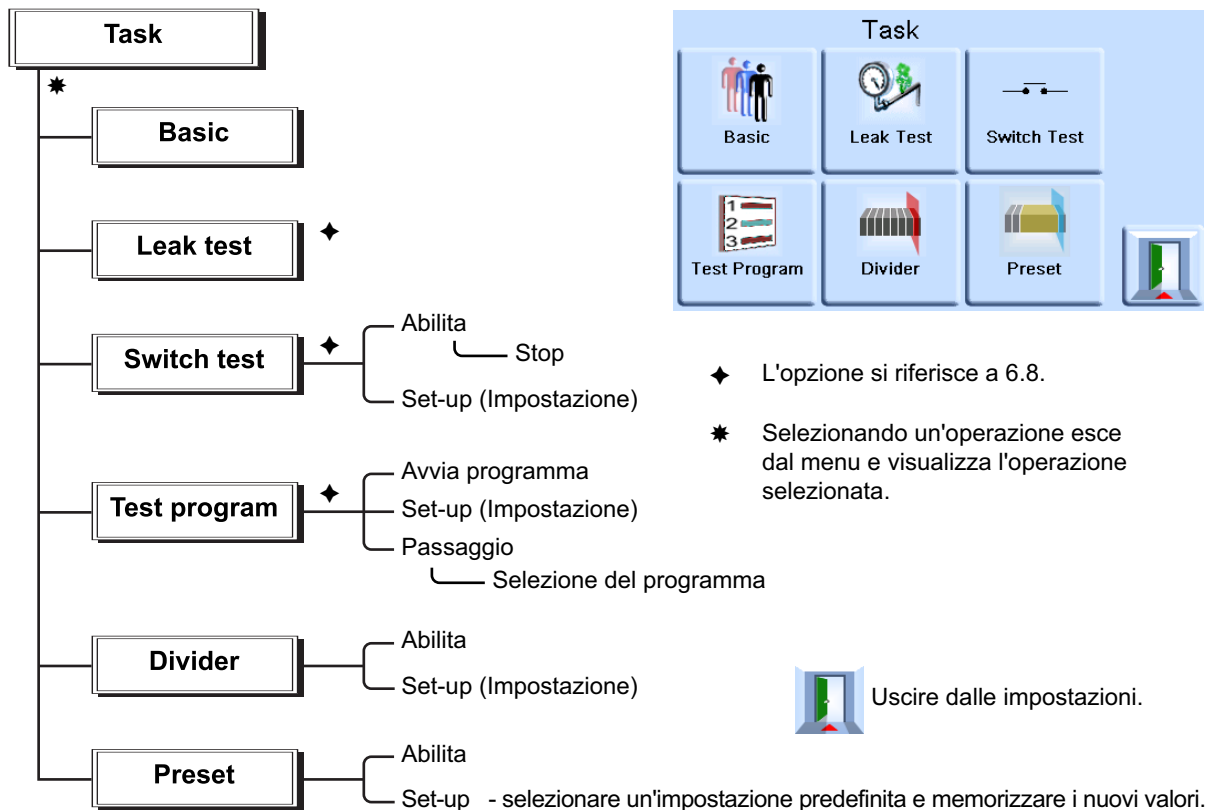 Task
✸
Basic
Leak test ✦
Switch test ✦
Abilita
Stop
Set-up (Impostazione)
Test program ✦
Avvia programma
Set-up (Impostazione)
Passaggio
Selezione del programma
Divider
Abilita
Set-up (Impostazione)
Preset
Abilita
Set-up - selezionare un'impostazione predefinita e memorizzare i nuovi valori.
Task
Basic
Leak Test
Switch Test
1
2
3
Test Program
Divider
Preset
✦ L'opzione si riferisce a 6.8.
✸ Selezionando un'operazione esce
dal menu e visualizza l'operazione
selezionata.
Uscire dalle impostazioni.